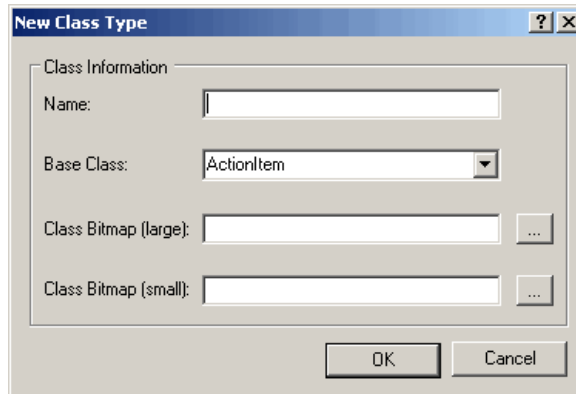 New Class Type
? X
Class Information
Name:
Base Class: ActionItem
Class Bitmap (large): ...
Class Bitmap (small): ...
OK Cancel